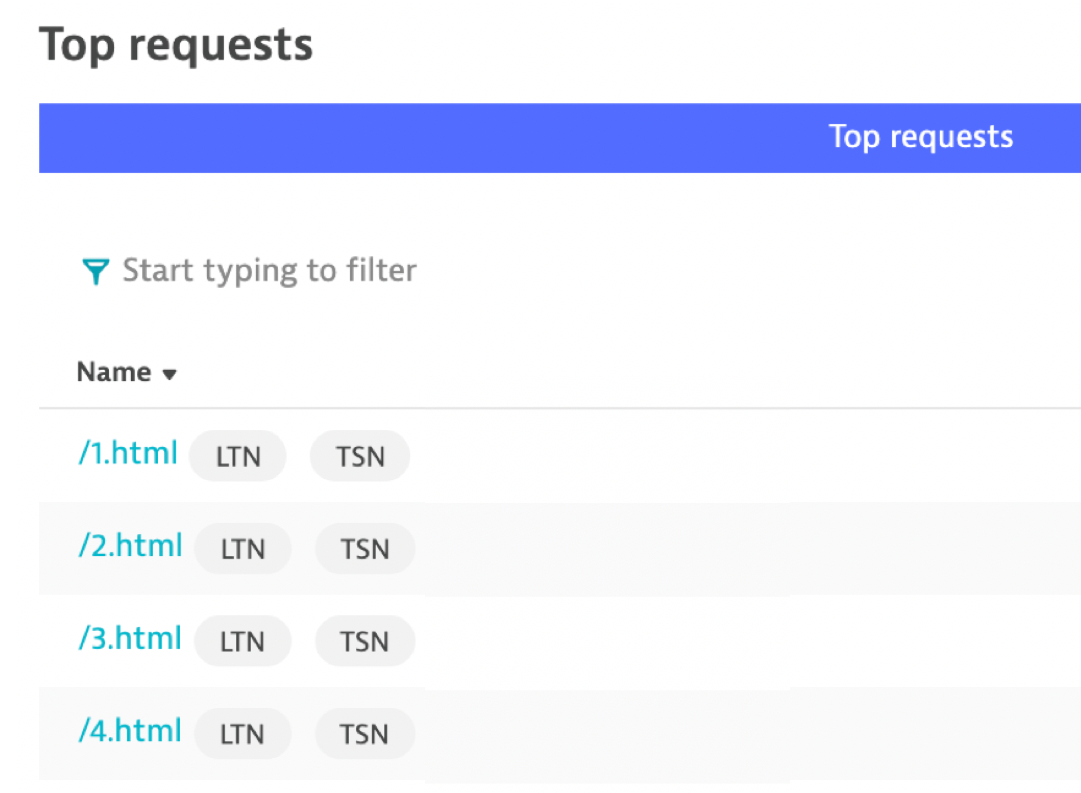 Top requests
Top requests
Start typing to filter
Name
/1.html LTN TSN
/2.html LTN TSN
/3.html LTN TSN
/4.html LTN TSN